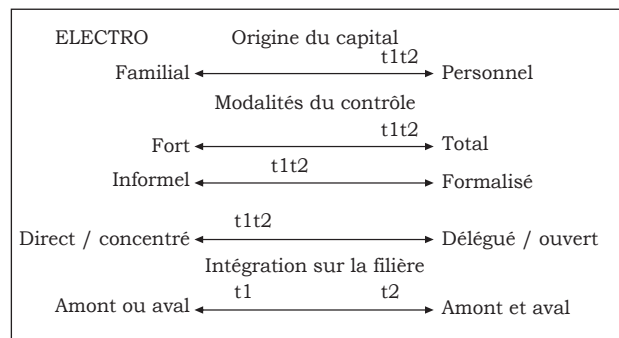 ELECTRO Origine du capital
t1t2
Familial Personnel
Modalités du contrôle
t1t2
Fort Total
t1t2
Informel Formalisé
t1t2
Direct / concentré Délégué / ouvert
Intégration sur la filière
t1 t2
Amont ou aval Amont et aval